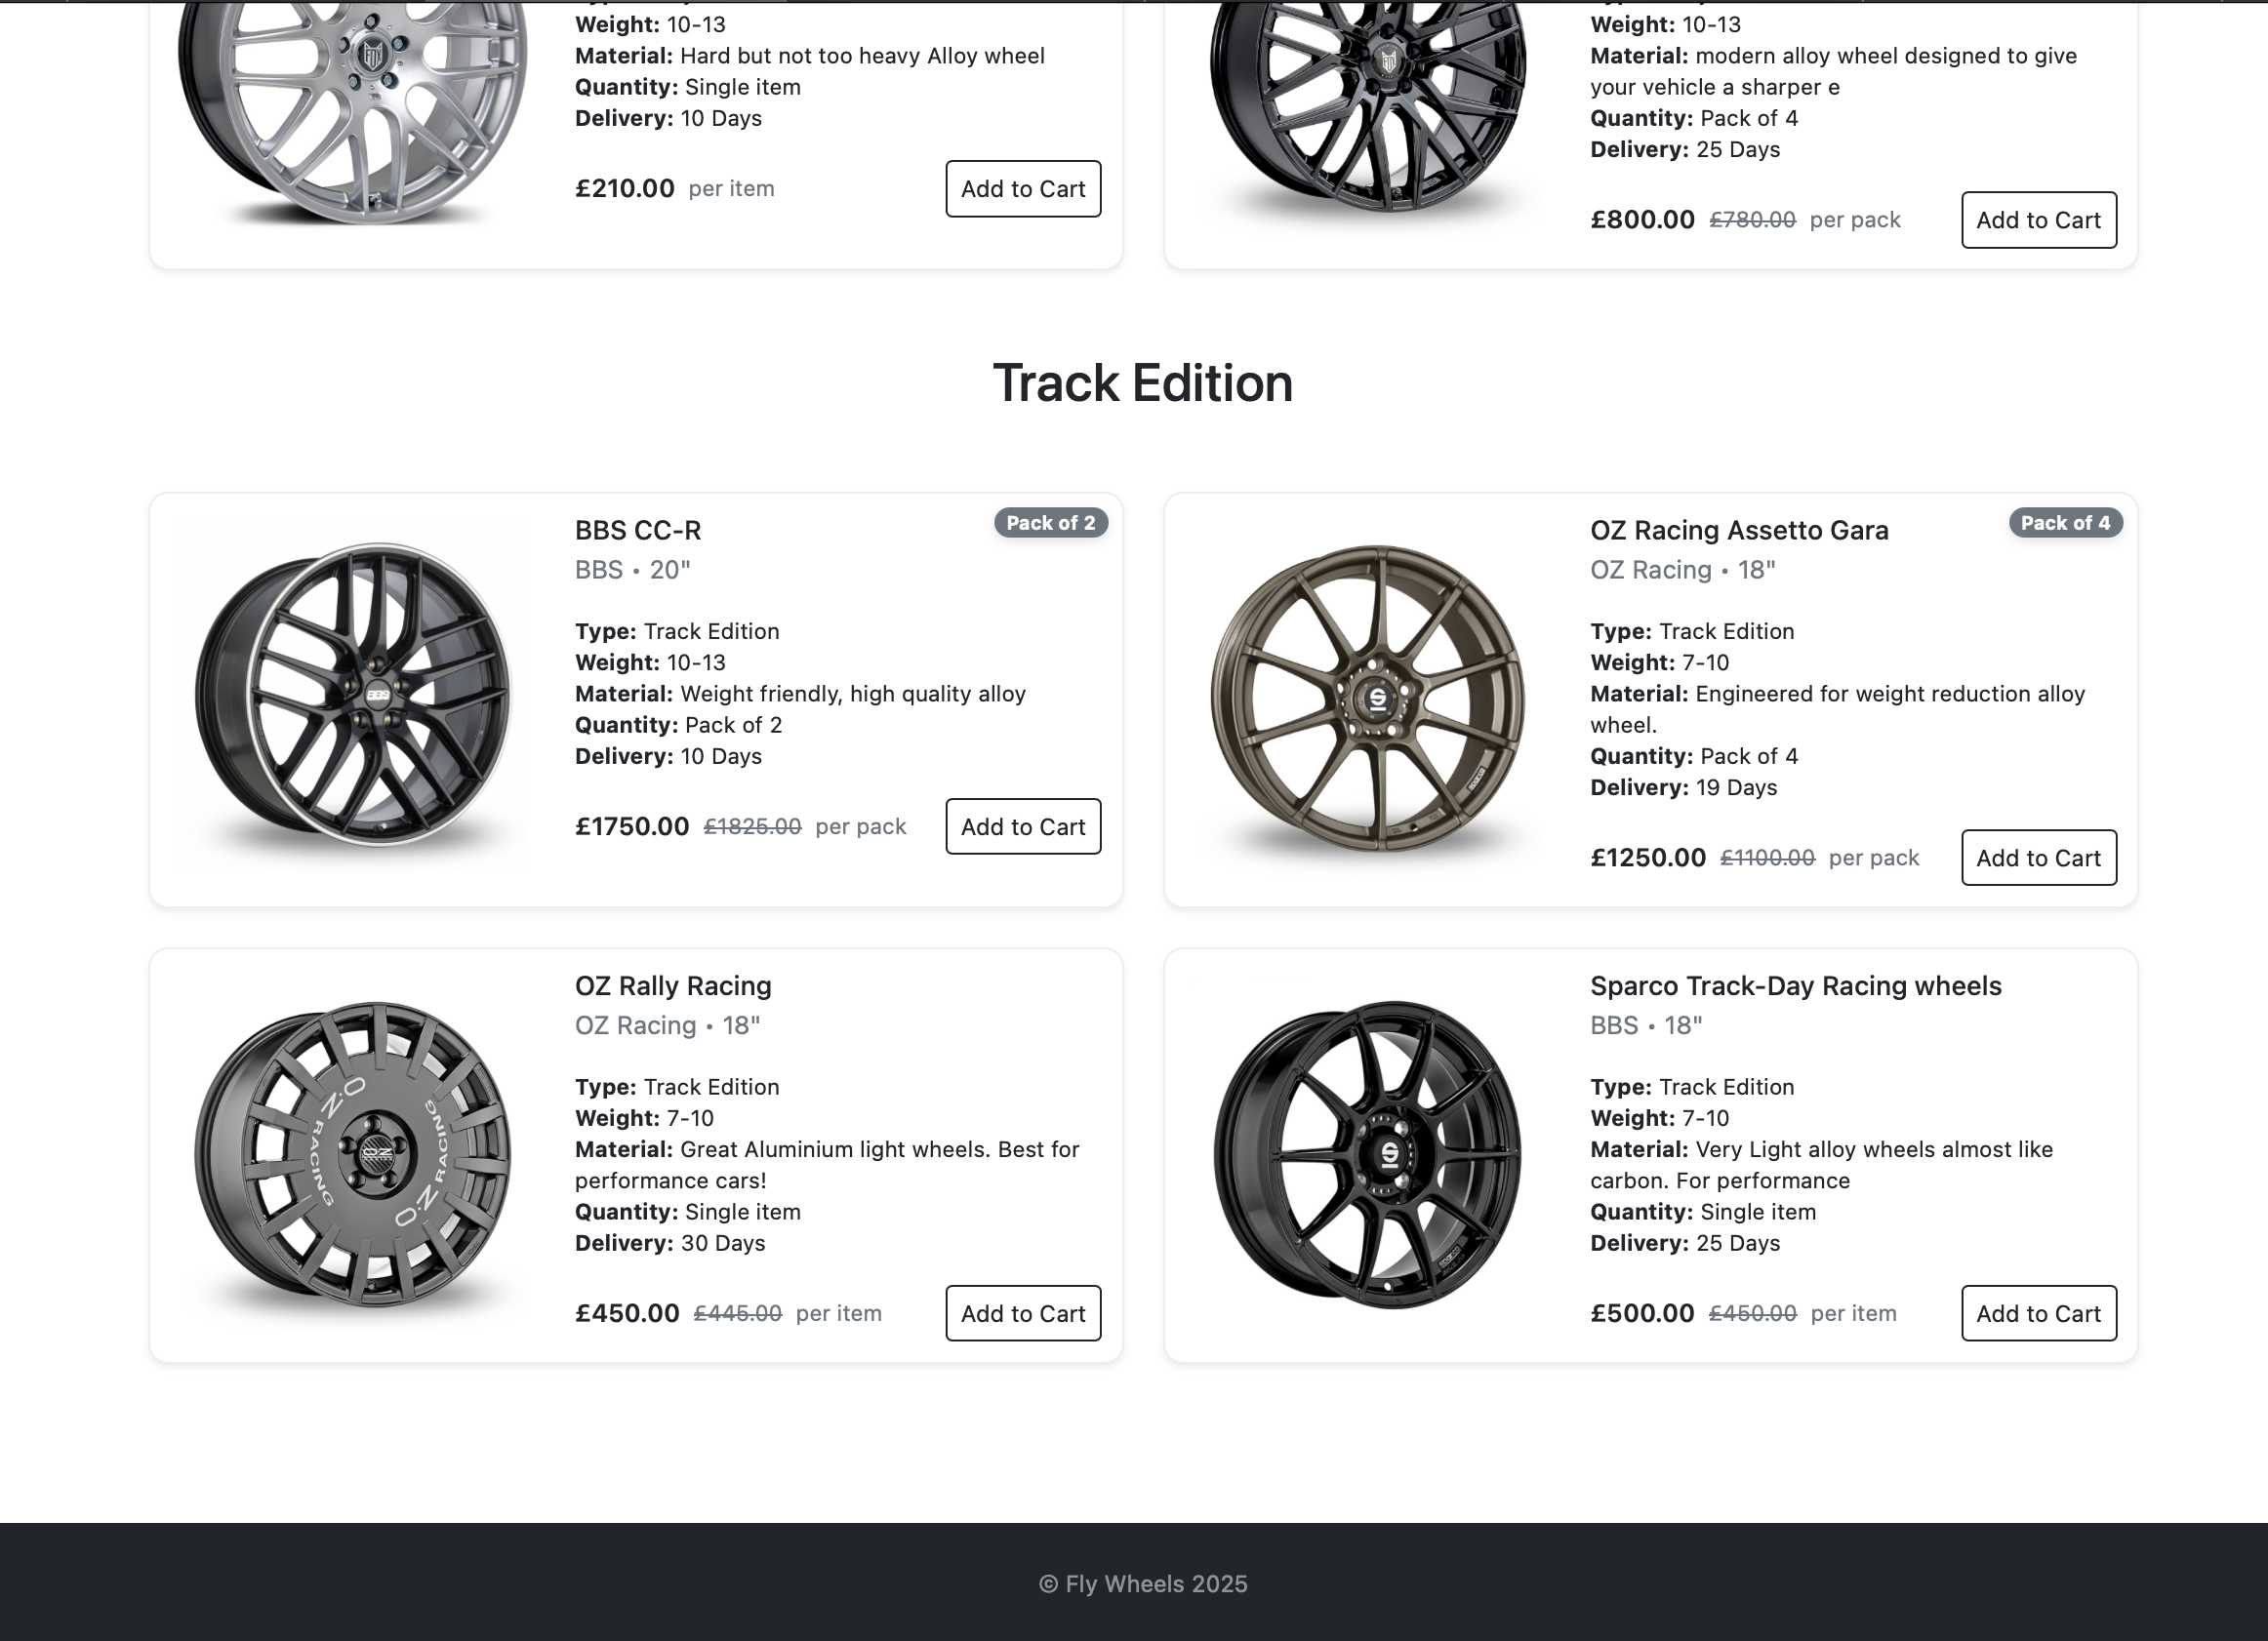 Weight: 10-13
Material: Hard but not too heavy Alloy wheel
Quantity: Single item
Delivery: 10 Days
£210.00 per item
Add to Cart
Weight: 10-13
Material: modern alloy wheel designed to give
your vehicle a sharper e
Quantity: Pack of 4
Delivery: 25 Days
£800.00 £780.00 per pack
Add to Cart
Track Edition
BBS
BBS CC-R
Pack of 2
BBS • 20"
Type: Track Edition
Weight: 10-13
Material: Weight friendly, high quality alloy
Quantity: Pack of 2
Delivery: 10 Days
£1750.00 £1825.00 per pack
Add to Cart
OZ Racing Assetto Gara
Pack of 4
OZ Racing • 18"
Type: Track Edition
Weight: 7-10
Material: Engineered for weight reduction alloy
wheel.
Quantity: Pack of 4
Delivery: 19 Days
£1250.00 £1100.00 per pack
Add to Cart
O.Z RACING
O.Z RACING
OZ
OZ Rally Racing
OZ Racing • 18"
Type: Track Edition
Weight: 7-10
Material: Great Aluminium light wheels. Best for
performance cars!
Quantity: Single item
Delivery: 30 Days
£450.00 £445.00 per item
Add to Cart
Sparco Track-Day Racing wheels
BBS • 18"
Type: Track Edition
Weight: 7-10
Material: Very Light alloy wheels almost like
carbon. For performance
Quantity: Single item
Delivery: 25 Days
£500.00 £450.00 per item
Add to Cart
© Fly Wheels 2025